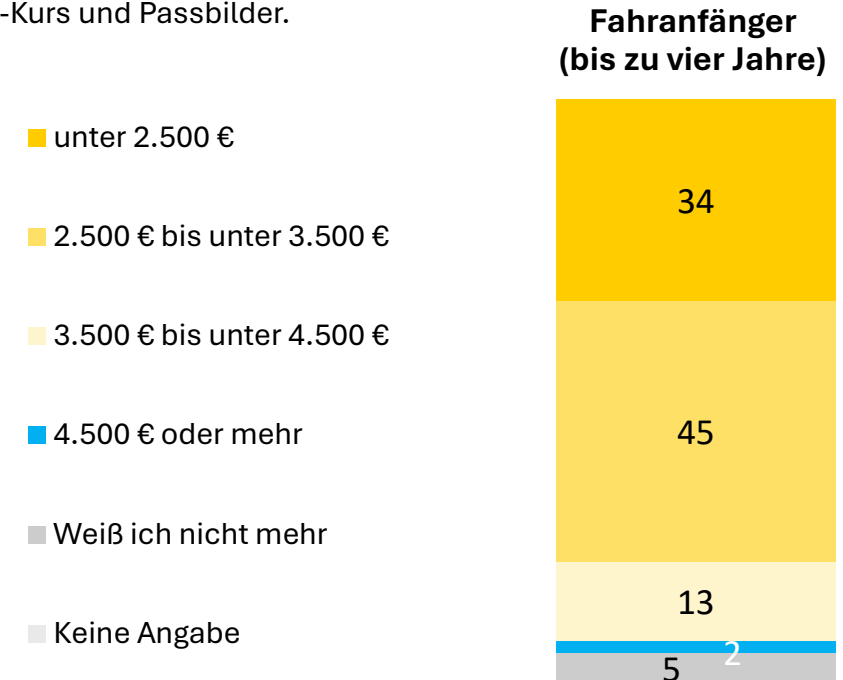 -Kurs und Passbilder.
Fahranfänger
(bis zu vier Jahre)
unter 2.500 €
2.500 € bis unter 3.500 €
3.500 € bis unter 4.500 €
4.500 € oder mehr
Weiß ich nicht mehr
Keine Angabe
34
45
13
2
5